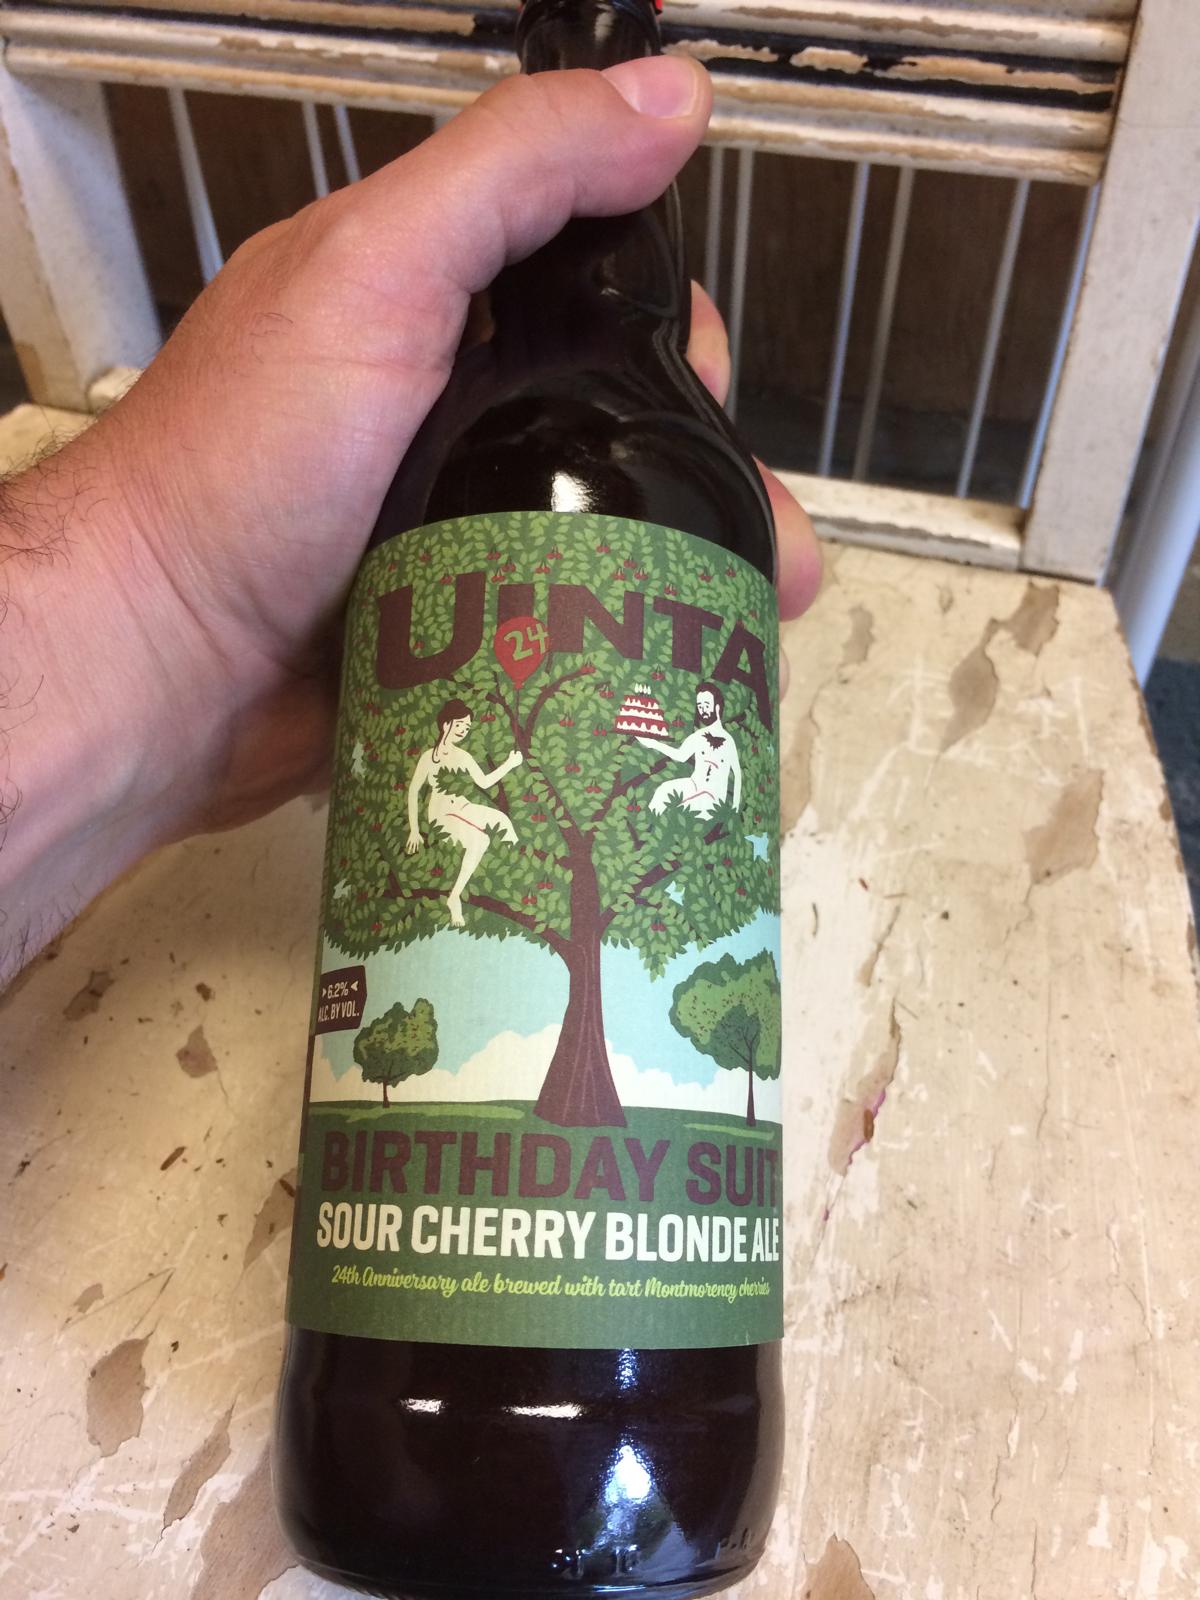 UINTA
24
6.2%
ALC. BY VOL.
BIRTHDAY SUIT
SOUR CHERRY BLONDE ALE
24th Anniversary ale brewed with tart Montmorency cherries